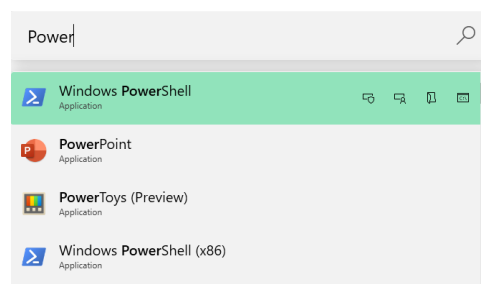 Power
Windows PowerShell
Application
PowerPoint
Application
PowerToys (Preview)
Application
Windows PowerShell (x86)
Application